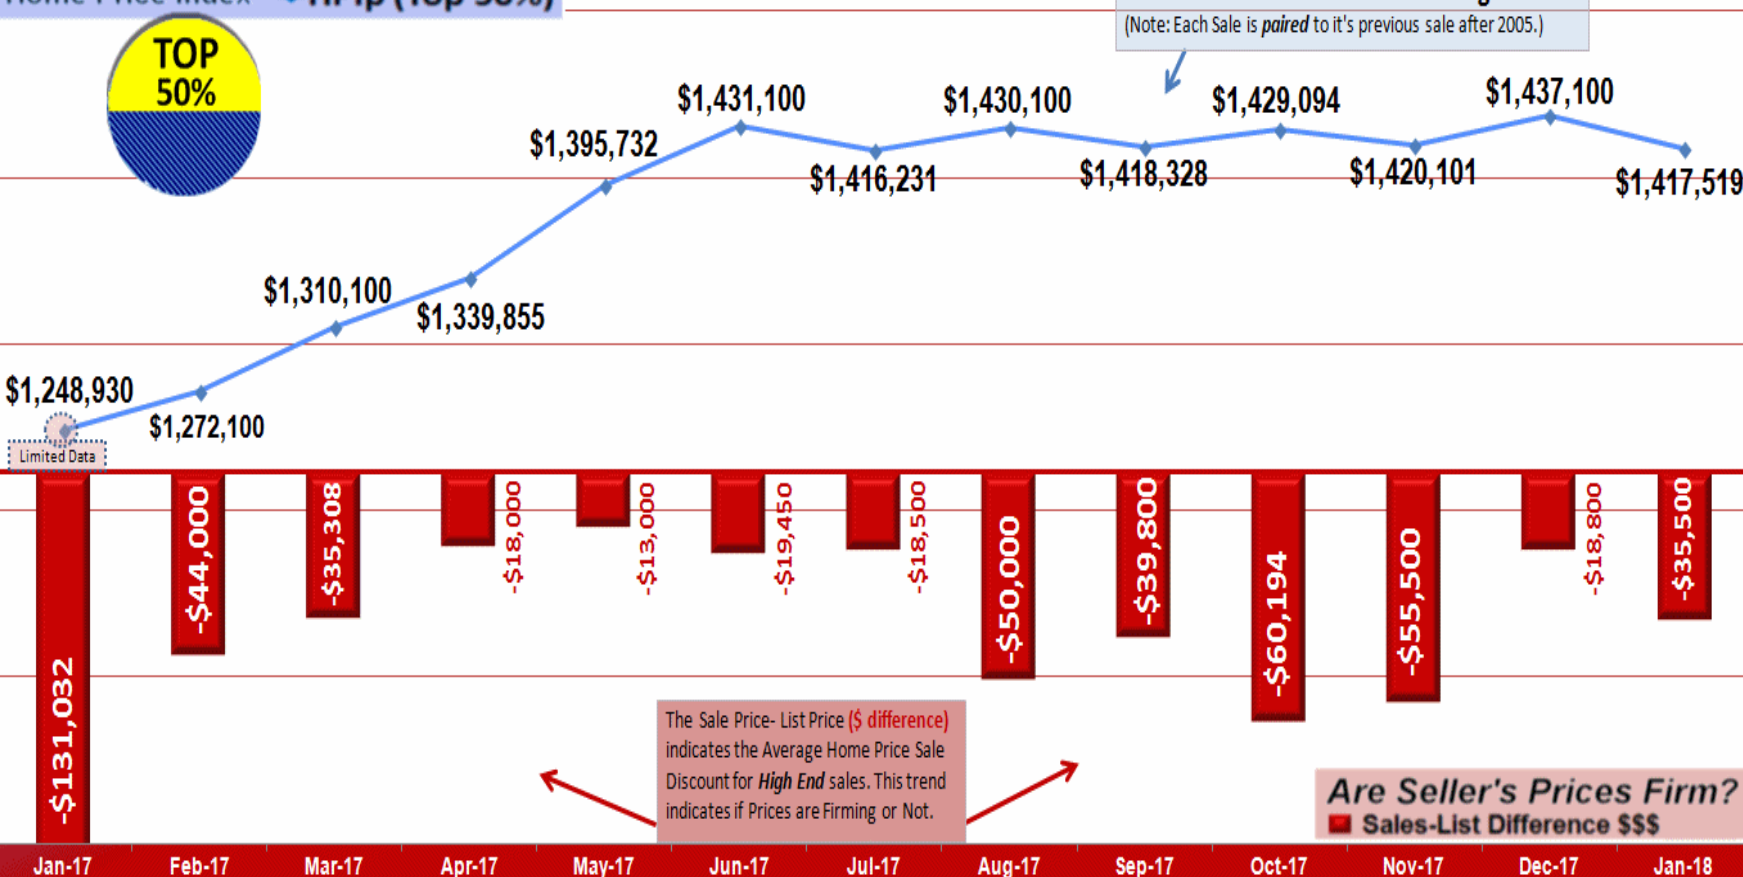 Home Price Index
HPIp (Top 50%)
(Note: Each Sale is paired to it's previous sale after 2005.)
TOP
50%
$1,248,930
$1,272,100
$1,310,100
$1,339,855
$1,395,732
$1,431,100
$1,416,231
$1,430,100
$1,418,328
$1,429,094
$1,420,101
$1,437,100
$1,417,519
Limited Data
-$131,032
-$44,000
-$35,308
-$18,000
-$13,000
-$19,450
-$18,500
-$50,000
-$39,800
-$60,194
-$55,500
-$18,800
-$35,500
The Sale Price- List Price ($ difference)
indicates the Average Home Price Sale
Discount for High End sales. This trend
indicates if Prices are Firming or Not.
Are Seller's Prices Firm?
Sales-List Difference $$$
Jan-17 Feb-17 Mar-17 Apr-17 May-17 Jun-17 Jul-17 Aug-17 Sep-17 Oct-17 Nov-17 Dec-17 Jan-18